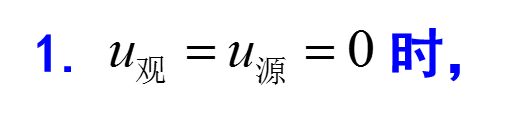 1. u观 = u源 = 0 时，